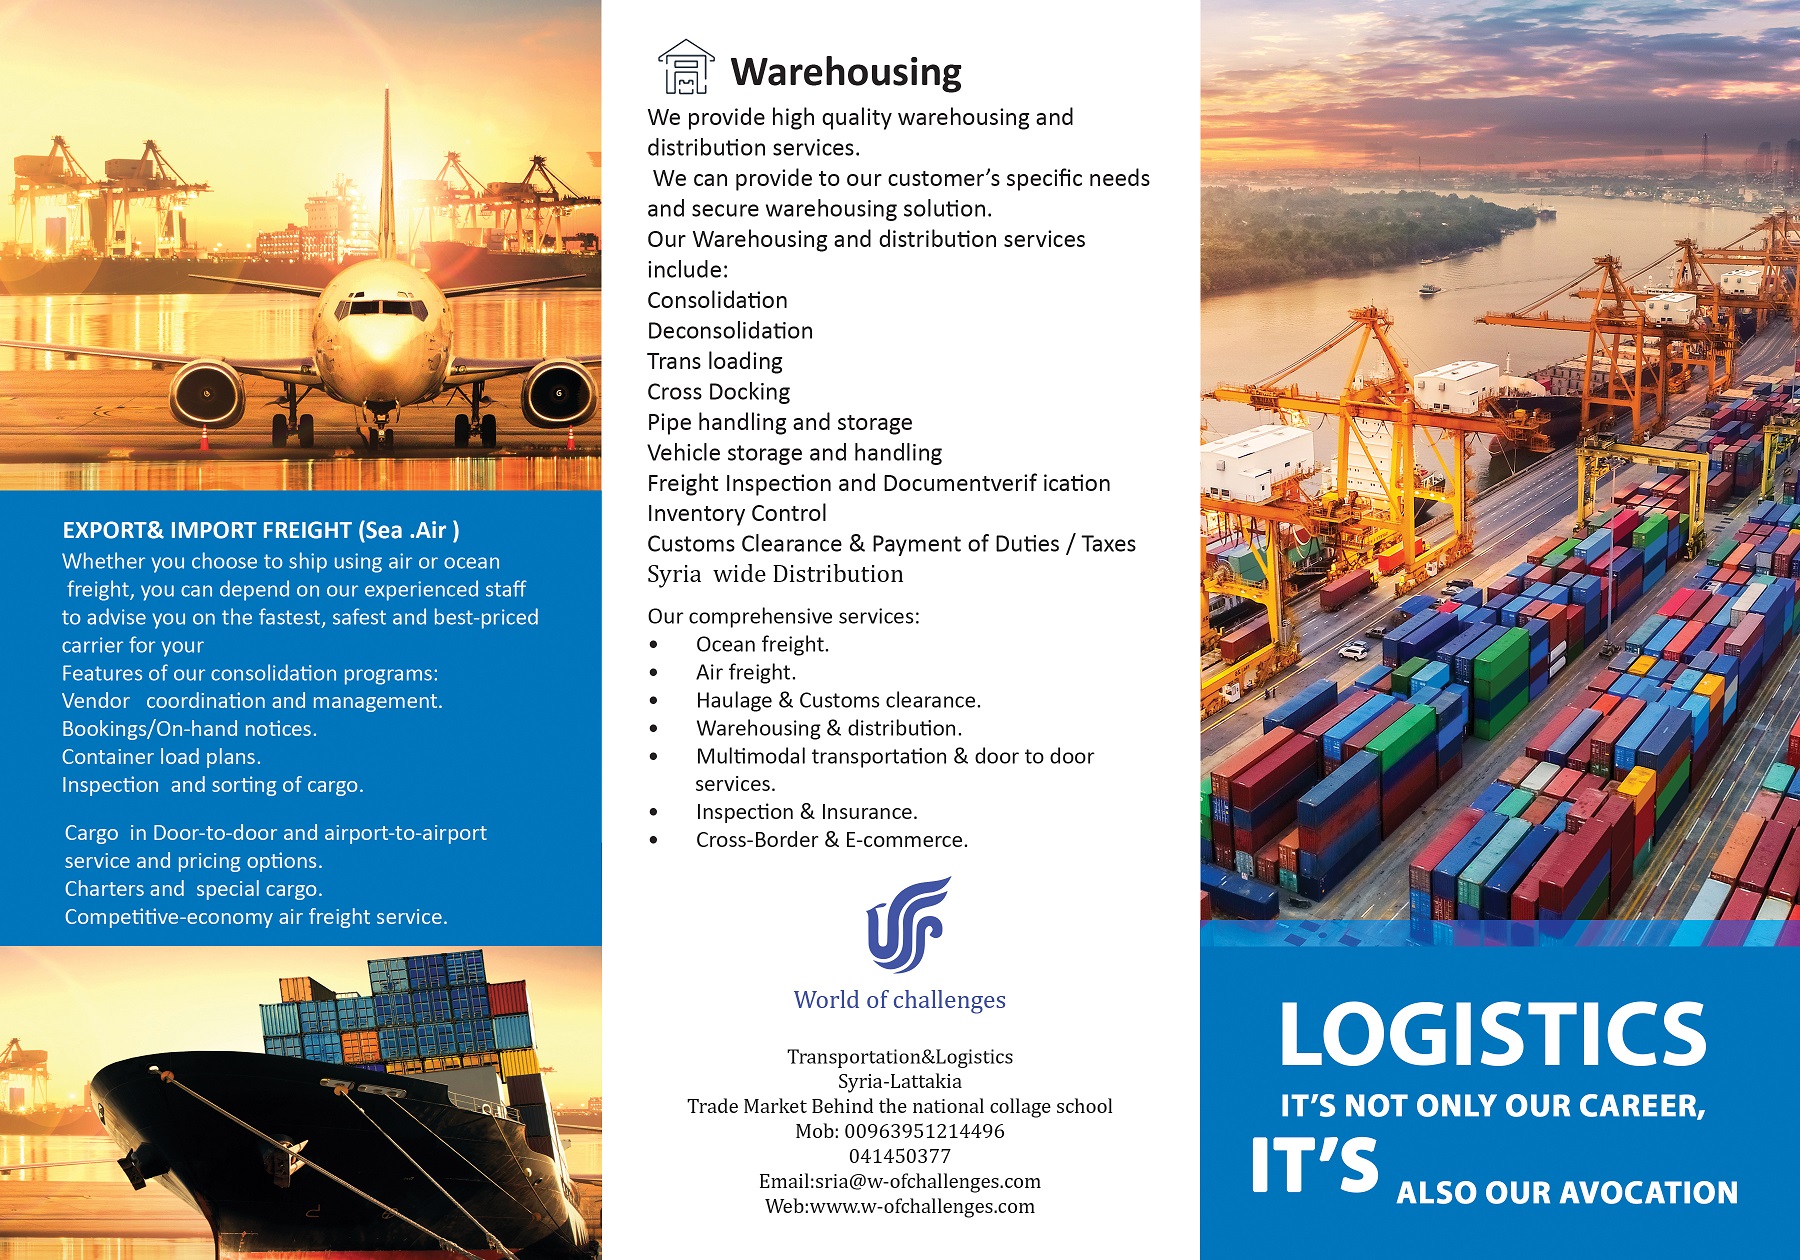 EXPORT& IMPORT FREIGHT (Sea .Air )
Whether you choose to ship using air or ocean
freight, you can depend on our experienced staff
to advise you on the fastest, safest and best-priced
carrier for your
Features of our consolidation programs:
Vendor coordination and management.
Bookings/On-hand notices.
Container load plans.
Inspection and sorting of cargo.
Cargo in Door-to-door and airport-to-airport
service and pricing options.
Charters and special cargo.
Competitive-economy air freight service.
Warehousing
We provide high quality warehousing and
distribution services.
We can provide to our customer’s specific needs
and secure warehousing solution.
Our Warehousing and distribution services
include:
Consolidation
Deconsolidation
Trans loading
Cross Docking
Pipe handling and storage
Vehicle storage and handling
Freight Inspection and Documentverif ication
Inventory Control
Customs Clearance & Payment of Duties / Taxes
Syria wide Distribution
Our comprehensive services:
• Ocean freight.
• Air freight.
• Haulage & Customs clearance.
• Warehousing & distribution.
• Multimodal transportation & door to door
services.
• Inspection & Insurance.
• Cross-Border & E-commerce.
World of challenges
Transportation&Logistics
Syria-Lattakia
Trade Market Behind the national collage school
Mob: 00963951214496
041450377
Email:sria@w-ofchallenges.com
Web:www.w-ofchallenges.com
LOGISTICS
IT’S NOT ONLY OUR CAREER,
IT’S ALSO OUR AVOCATION